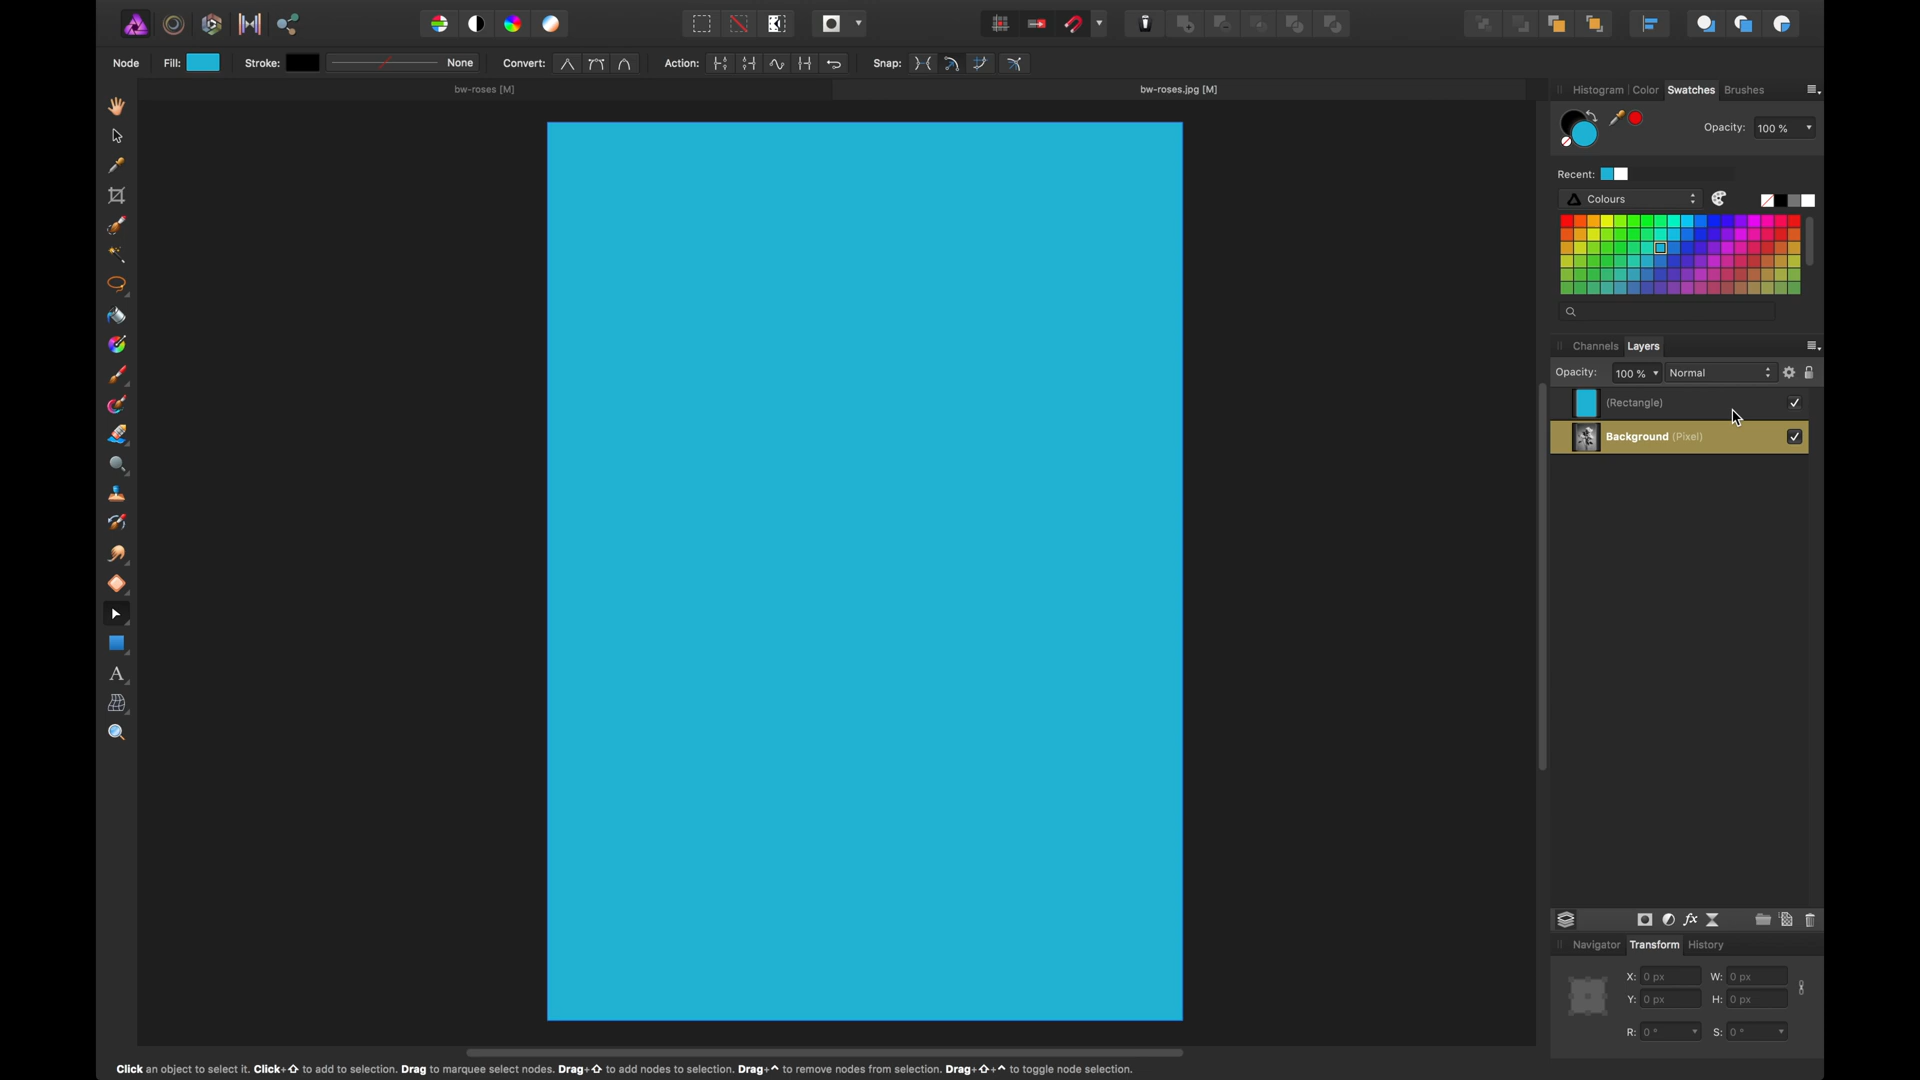 Node Fill: Stroke: None Convert: Action: Snap:
bw-roses [M] bw-roses.jpg [M]
Histogram Color Swatches Brushes
Opacity: 100 %
Recent:
Colours
Channels Layers
Opacity: 100 % Normal
(Rectangle)
Background (Pixel)
fx
Navigator Transform History
X: 0 px W: 0 px
Y: 0 px H: 0 px
R: 0 ° S: 0 °
Click an object to select it. Click+⇧ to add to selection. Drag to marquee select nodes. Drag+⇧ to add nodes to selection. Drag+⌃ to remove nodes from selection. Drag+⇧+⌃ to toggle node selection.